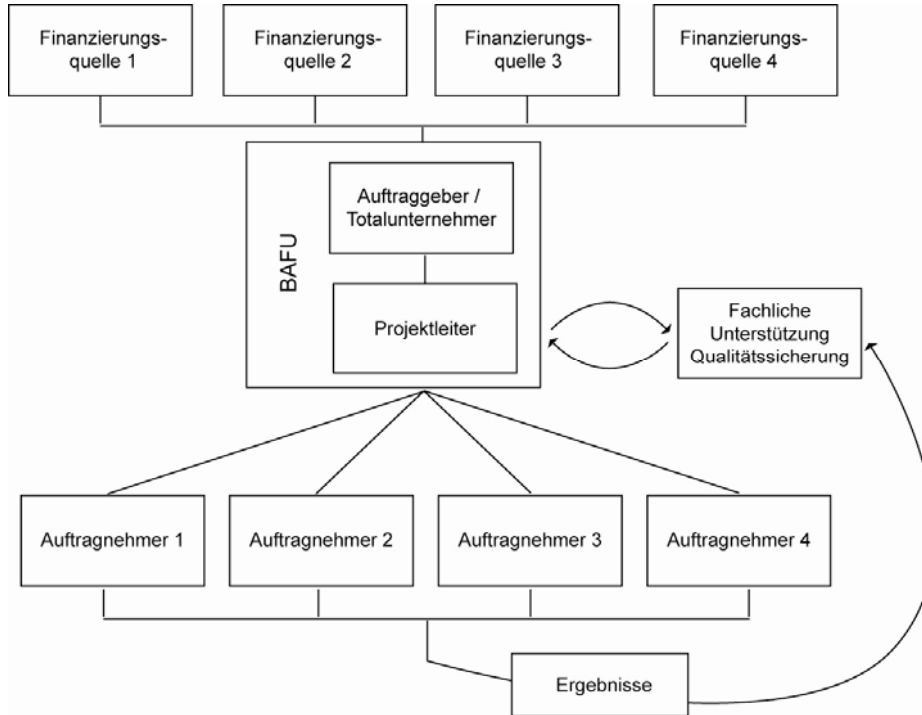 Finanzierungs-
quelle 1
Finanzierungs-
quelle 2
Finanzierungs-
quelle 3
Finanzierungs-
quelle 4
BAFU
Auftraggeber /
Totalunternehmer
Projektleiter
Fachliche
Unterstützung
Qualitätssicherung
Auftragnehmer 1
Auftragnehmer 2
Auftragnehmer 3
Auftragnehmer 4
Ergebnisse